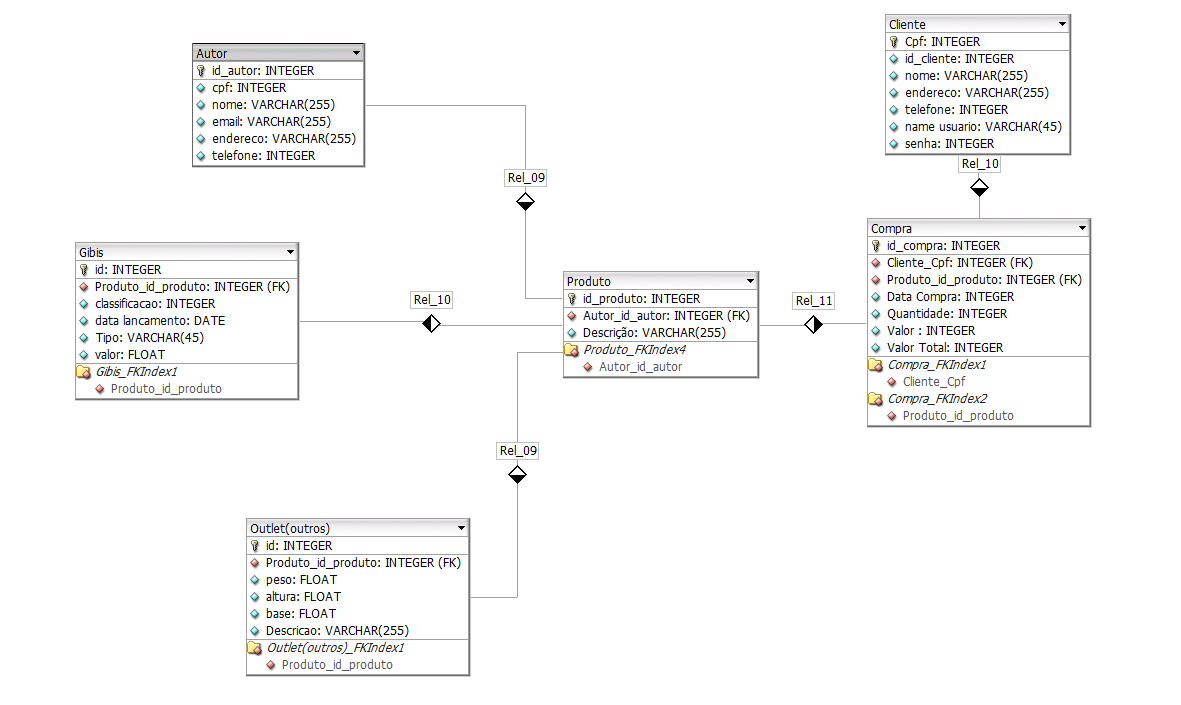 Autor
id_autor: INTEGER
cpf: INTEGER
nome: VARCHAR(255)
email: VARCHAR(255)
endereco: VARCHAR(255)
telefone: INTEGER
Cliente
Cpf: INTEGER
id_cliente: INTEGER
nome: VARCHAR(255)
endereco: VARCHAR(255)
telefone: INTEGER
name usuario: VARCHAR(45)
senha: INTEGER
Rel_09
Rel_10
Gibis
id: INTEGER
Produto_id_produto: INTEGER (FK)
classificacao: INTEGER
data lancamento: DATE
Tipo: VARCHAR(45)
valor: FLOAT
Gibis_FKIndex1
Produto_id_produto
Rel_10
Produto
id_produto: INTEGER
Autor_id_autor: INTEGER (FK)
Descrição: VARCHAR(255)
Produto_FKIndex4
Autor_id_autor
Rel_11
Compra
id_compra: INTEGER
Cliente_Cpf: INTEGER (FK)
Produto_id_produto: INTEGER (FK)
Data Compra: INTEGER
Quantidade: INTEGER
Valor : INTEGER
Valor Total: INTEGER
Compra_FKIndex1
Cliente_Cpf
Compra_FKIndex2
Produto_id_produto
Rel_09
Outlet(outros)
id: INTEGER
Produto_id_produto: INTEGER (FK)
peso: FLOAT
altura: FLOAT
base: FLOAT
Descricao: VARCHAR(255)
Outlet(outros)_FKIndex1
Produto_id_produto